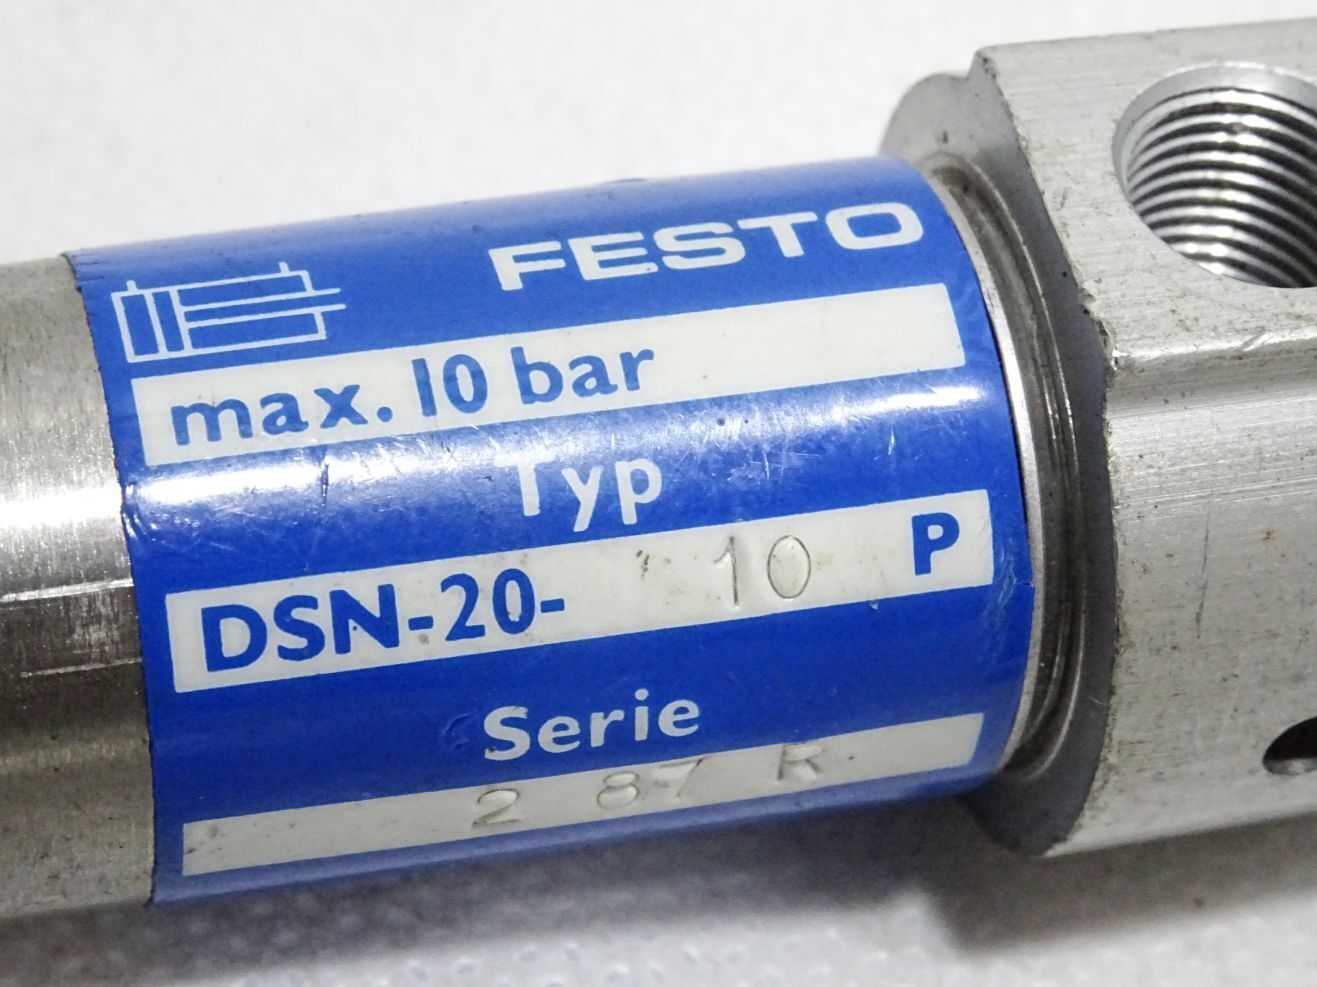 FESTO
max. 10 bar
Typ
DSN-20- 10 P
Serie
2 87 R